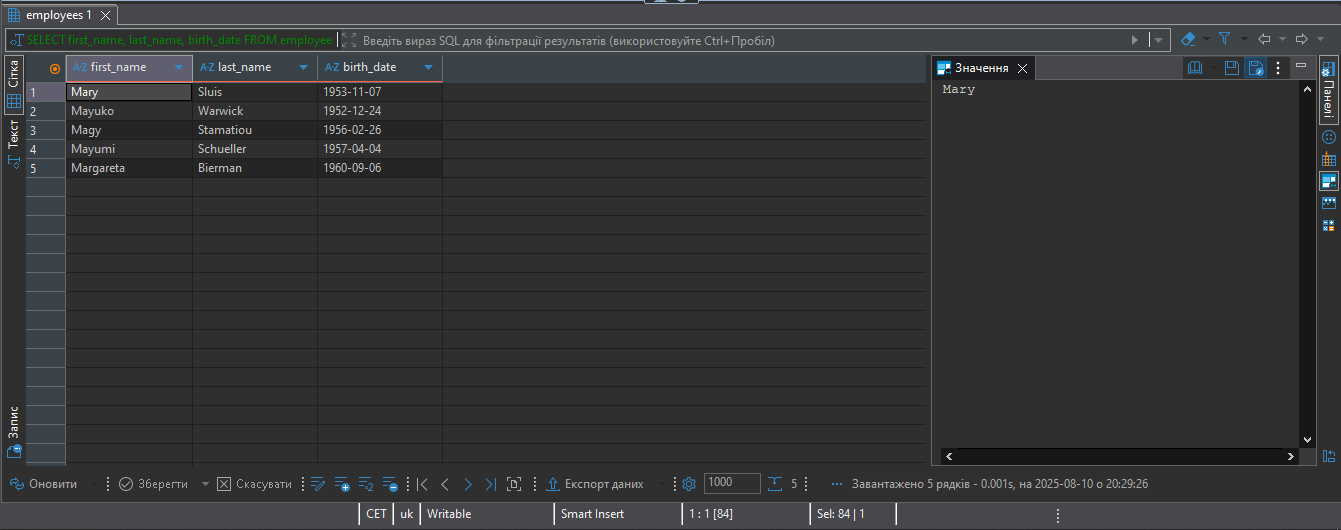 employees 1
SELECT first_name, last_name, birth_date FROM employee
Введіть вираз SQL для фільтрації результатів (використовуйте Ctrl+Пробіл)
Сітка
Текст
Запис
A-Z first_name A-Z last_name A-Z birth_date
1 Mary Sluis 1953-11-07
2 Mayuko Warwick 1952-12-24
3 Magy Stamatiou 1956-02-26
4 Mayumi Schueller 1957-04-04
5 Margareta Bierman 1960-09-06
Значення
Mary
Панелі
Оновити Зберегти Скасувати Експорт даних 1000 5 ... Завантажено 5 рядків - 0.001s, на 2025-08-10 о 20:29:26
CET uk Writable Smart Insert 1 : 1 [84] Sel: 84 | 1